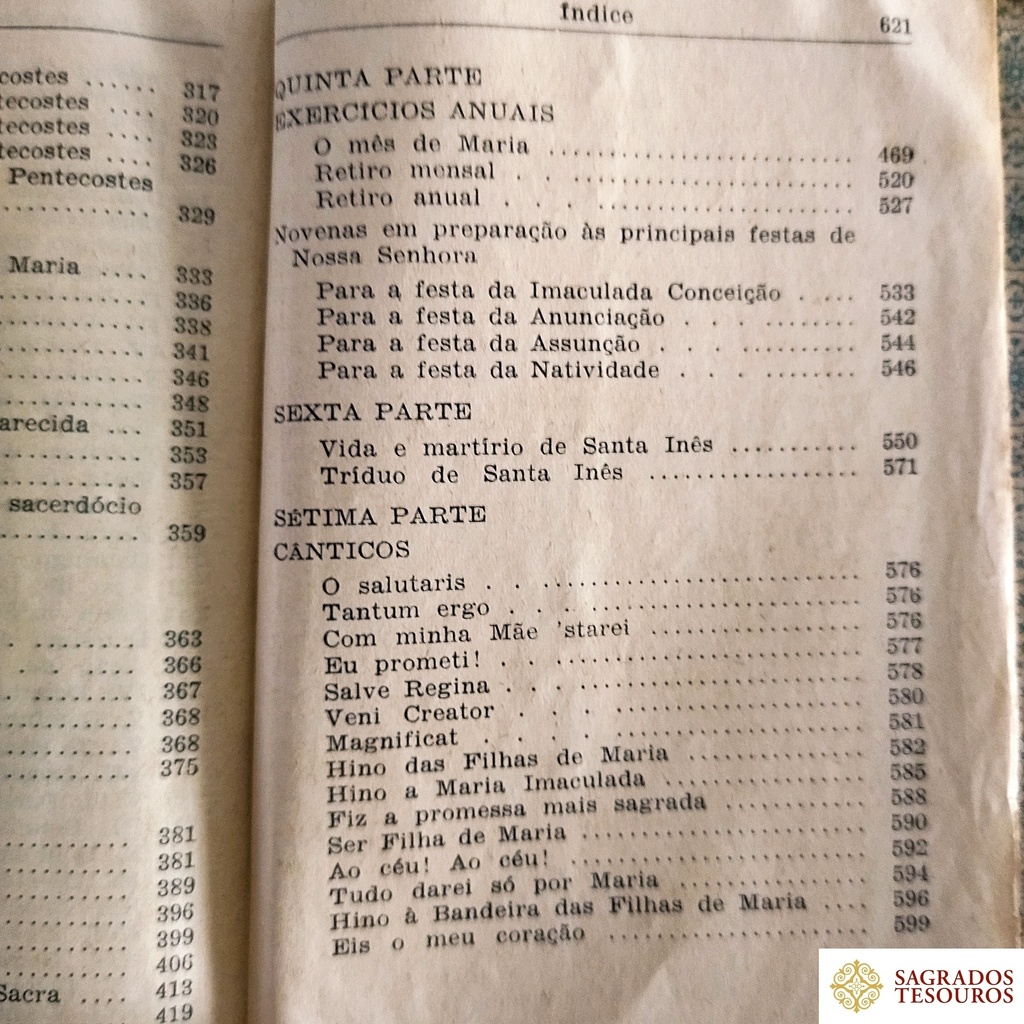 costes ...... 317
tecostes .... 320
tecostes .... 323
tecostes .... 326
Pentecostes
........... 329
Maria .... 333
........... 336
........... 338
........... 341
........... 346
........... 348
arecida ... 351
........... 353
........... 357
sacerdócio
........... 359
. ........ 363
. . ...... 366
. ........ 367
.......... 368
.......... 368
.......... 375
.......... 381
.......... 381
.......... 389
.......... 396
.......... 399
.......... 406
Sacra .... 413
419
Índice 621
QUINTA PARTE
EXERCÍCIOS ANUAIS
O mês de Maria ........................ 469
Retiro mensal . . ..................... 520
Retiro anual . . . .................... 527
Novenas em preparação às principais festas de
Nossa Senhora
Para a festa da Imaculada Conceição . .... 533
Para a festa da Anunciação . . . ........ 542
Para a festa da Assunção . . . .......... 544
Para a festa da Natividade . . . ........ 546
SEXTA PARTE
Vida e martírio de Santa Inês ........... 550
Tríduo de Santa Inês .................. 571
SÉTIMA PARTE
CÂNTICOS
O salutaris . . ......................... 576
Tantum ergo . . . ....................... 576
Com minha Mãe 'starei .................. 576
Eu prometi! . . ......................... 577
Salve Regina . . . ...................... 578
Veni Creator . . . ...................... 580
Magnificat . . . . ...................... 581
Hino das Filhas de Maria ............... 582
Hino a Maria Imaculada ................. 585
Fiz a promessa mais sagrada ............ 588
Ser Filha de Maria ..................... 590
Ao céu! Ao céu! ........................ 592
Tudo darei só por Maria ................ 594
Hino à Bandeira das Filhas de Maria .... 596
Eis o meu coração ...................... 599
SAGRADOS
TESOUROS